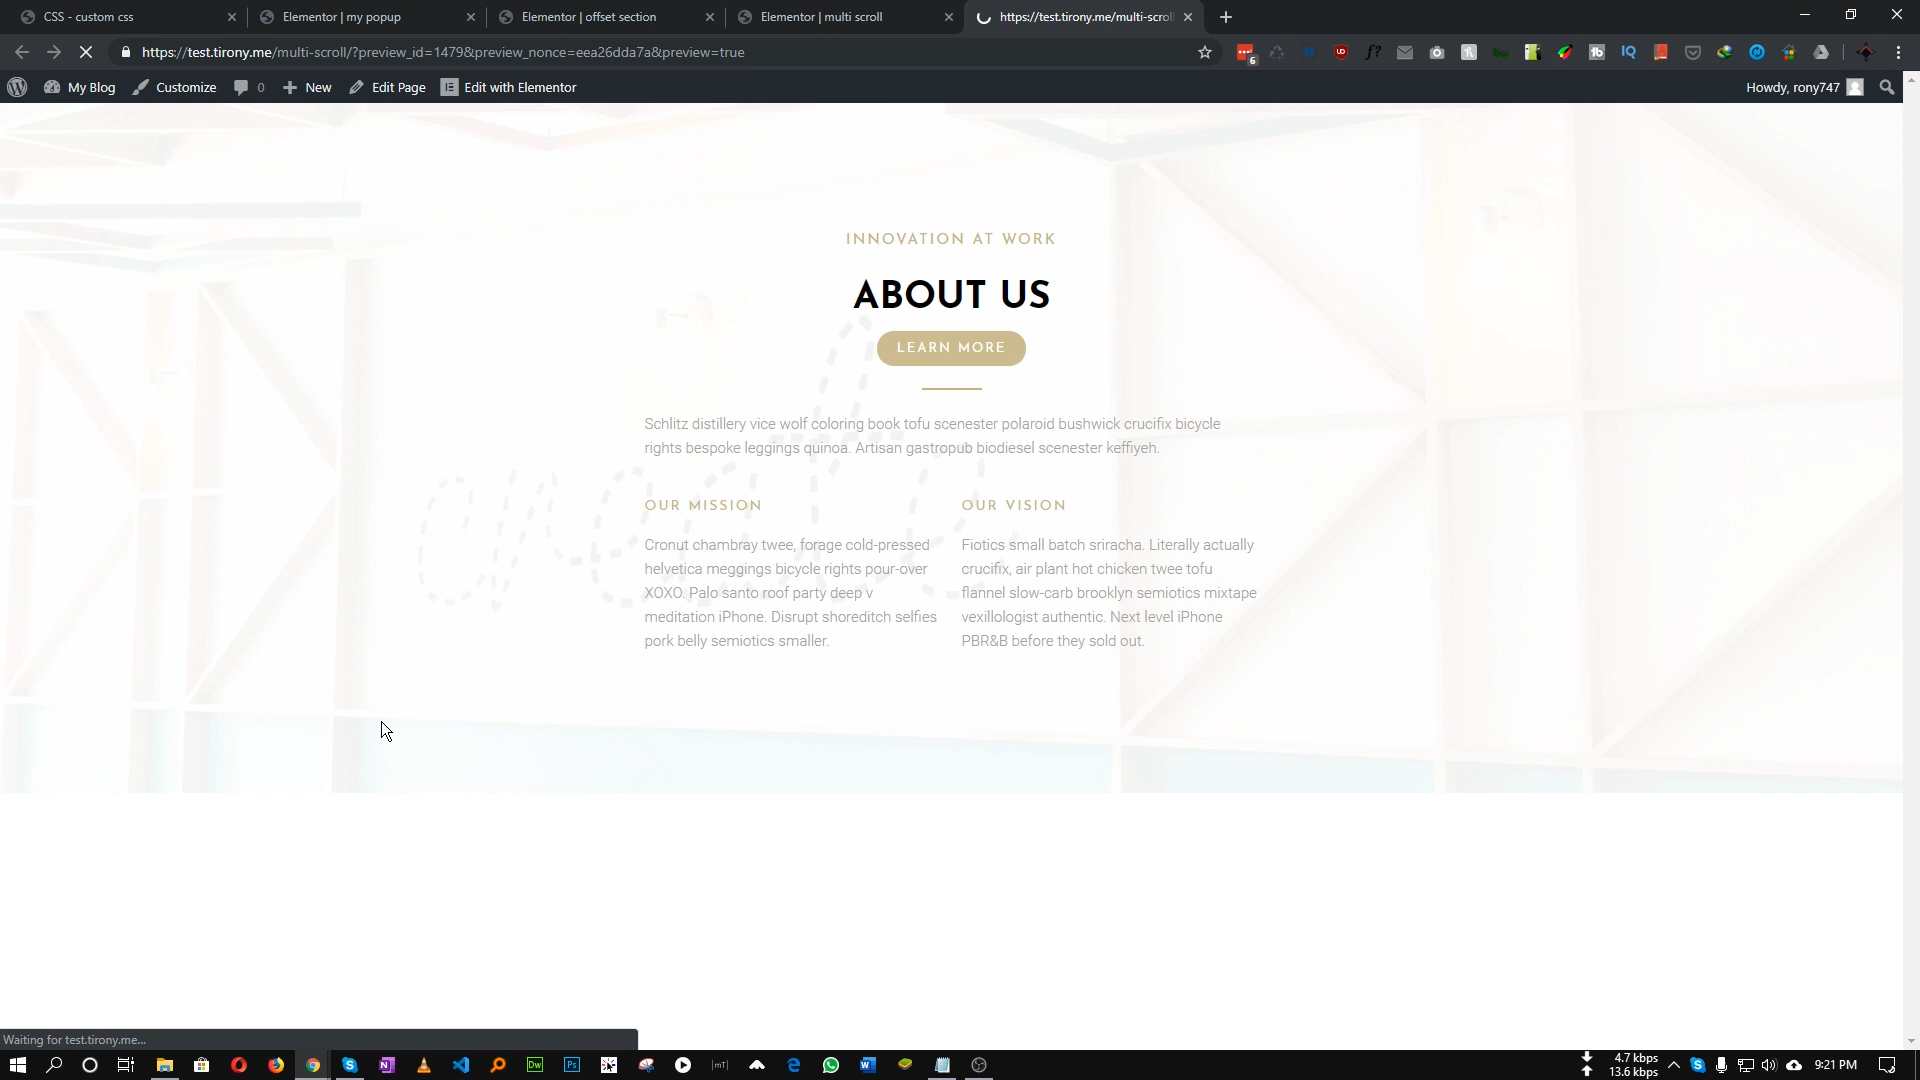 CSS - custom css
Elementor | my popup
Elementor | offset section
Elementor | multi scroll
https://test.tirony.me/multi-scroll
https://test.tirony.me/multi-scroll/?preview_id=1479&preview_nonce=eea26dda7a&preview=true
6
My Blog
Customize
0
New
Edit Page
Edit with Elementor
Howdy, rony747
INNOVATION AT WORK
ABOUT US
LEARN MORE
Schlitz distillery vice wolf coloring book tofu scenester polaroid bushwick crucifix bicycle
rights bespoke leggings quinoa. Artisan gastropub biodiesel scenester keffiyeh.
OUR MISSION
Cronut chambray twee, forage cold-pressed
helvetica meggings bicycle rights pour-over
XOXO. Palo santo roof party deep v
meditation iPhone. Disrupt shoreditch selfies
pork belly semiotics smaller.
OUR VISION
Fiotics small batch sriracha. Literally actually
crucifix, air plant hot chicken twee tofu
flannel slow-carb brooklyn semiotics mixtape
vexillologist authentic. Next level iPhone
PBR&B before they sold out.
create
Waiting for test.tirony.me...
4.7 kbps
13.6 kbps
9:21 PM